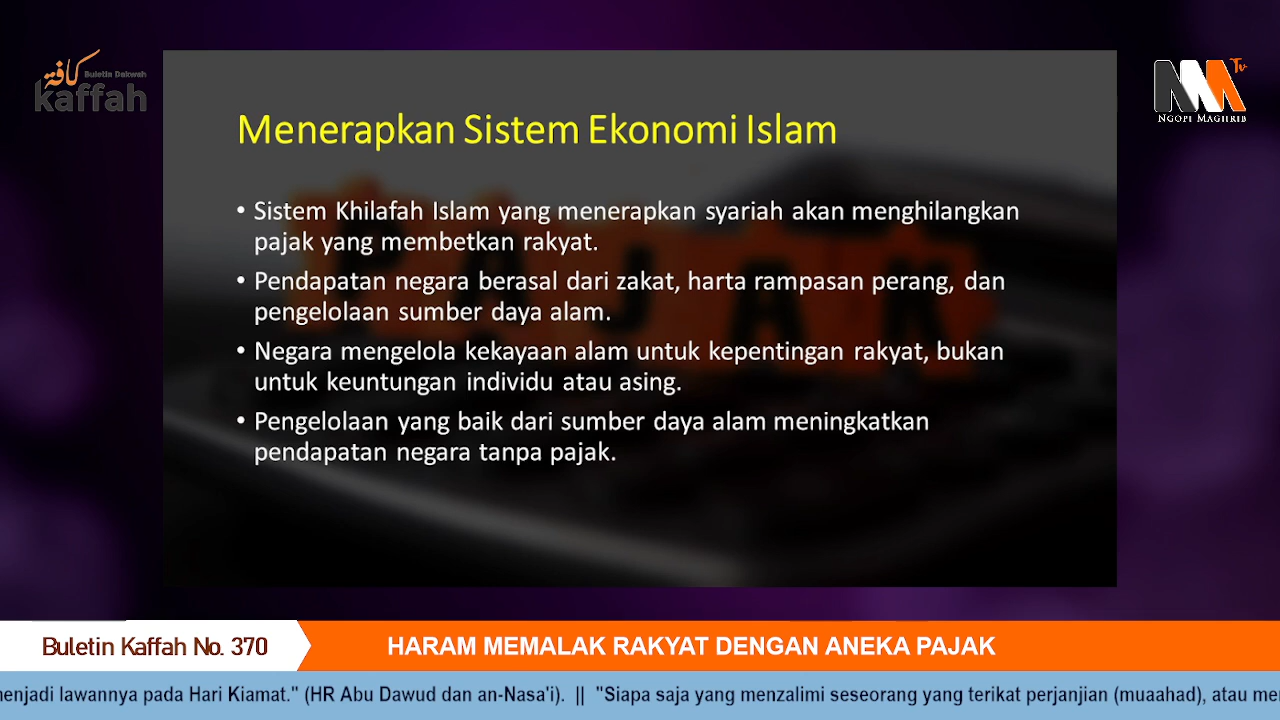 كافة
Buletin Dakwah
kaffah
TV
NGOPI MAGHRIB
Menerapkan Sistem Ekonomi Islam
• Sistem Khilafah Islam yang menerapkan syariah akan menghilangkan
pajak yang membetkan rakyat.
• Pendapatan negara berasal dari zakat, harta rampasan perang, dan
pengelolaan sumber daya alam.
• Negara mengelola kekayaan alam untuk kepentingan rakyat, bukan
untuk keuntungan individu atau asing.
• Pengelolaan yang baik dari sumber daya alam meningkatkan
pendapatan negara tanpa pajak.
PAJAK
Buletin Kaffah No. 370
HARAM MEMALAK RAKYAT DENGAN ANEKA PAJAK
menjadi lawannya pada Hari Kiamat." (HR Abu Dawud dan an-Nasa'i). || "Siapa saja yang menzalimi seseorang yang terikat perjanjian (muaahad), atau me